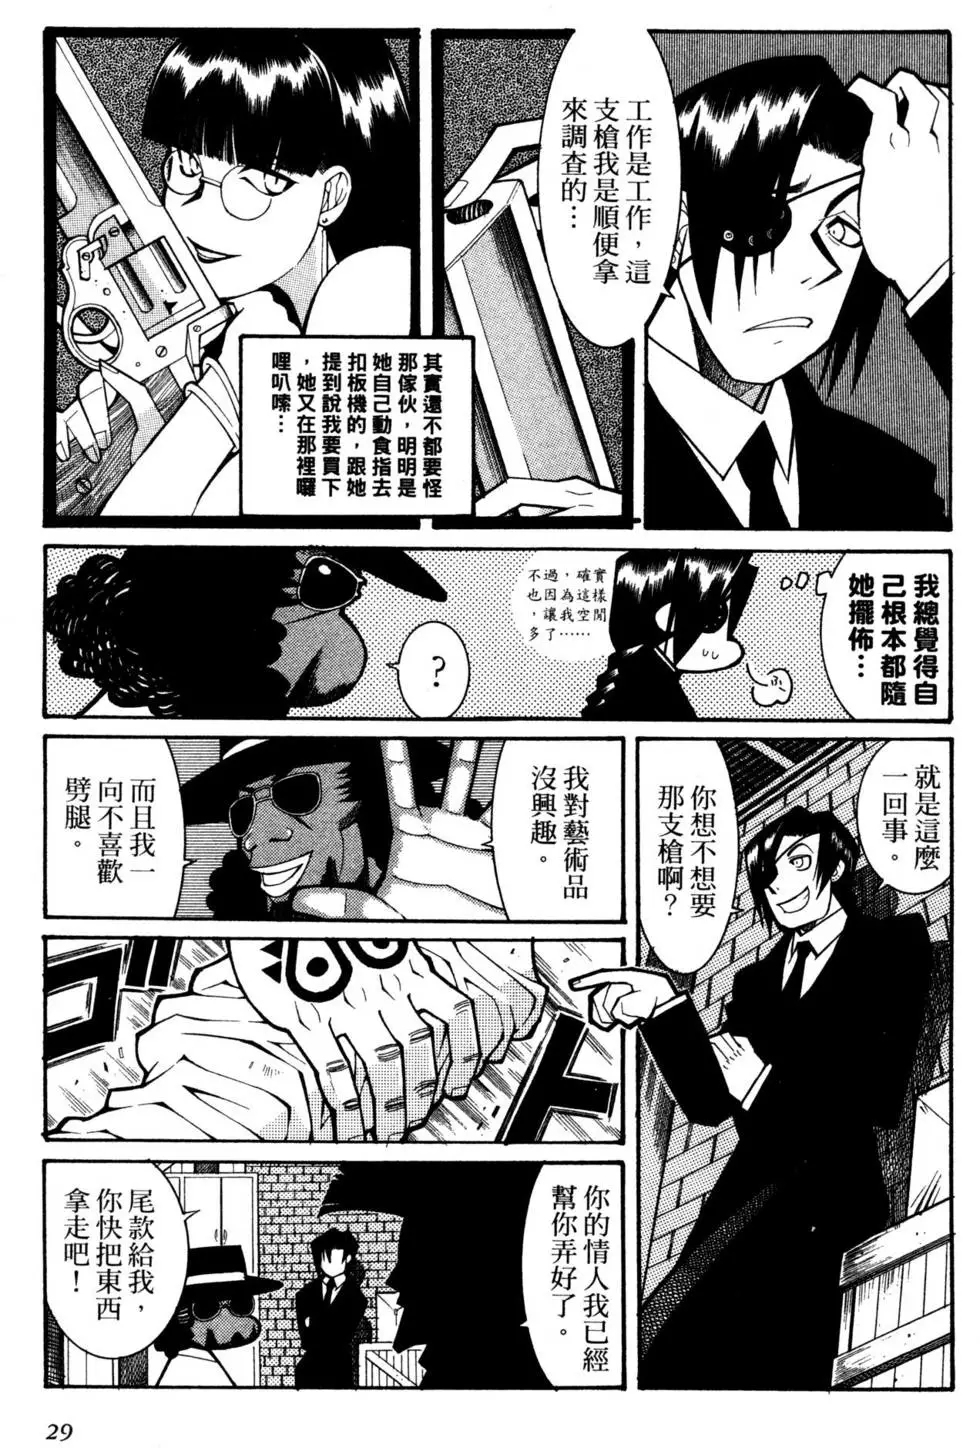 工作是工作，這
支槍我是順便拿
來調查的…
其實還不都要怪
那傢伙，明明是
她自己動食指去
扣板機的，跟她
提到說我要買下
，她又在那裡囉
哩叭嗦…
我總覺得自
己根本都隨
她擺佈…
ふ
確實
這樣
過，
不
因為我空閒
也，讓
多了……
？
就是這麼
一回事。
你想不想要
那支槍啊？
我對藝術品
沒興趣。
而且我一
向不喜歡
劈腿。
你的情人我已經
幫你弄好了。
尾款給我，
你快把東西
拿走吧！
29